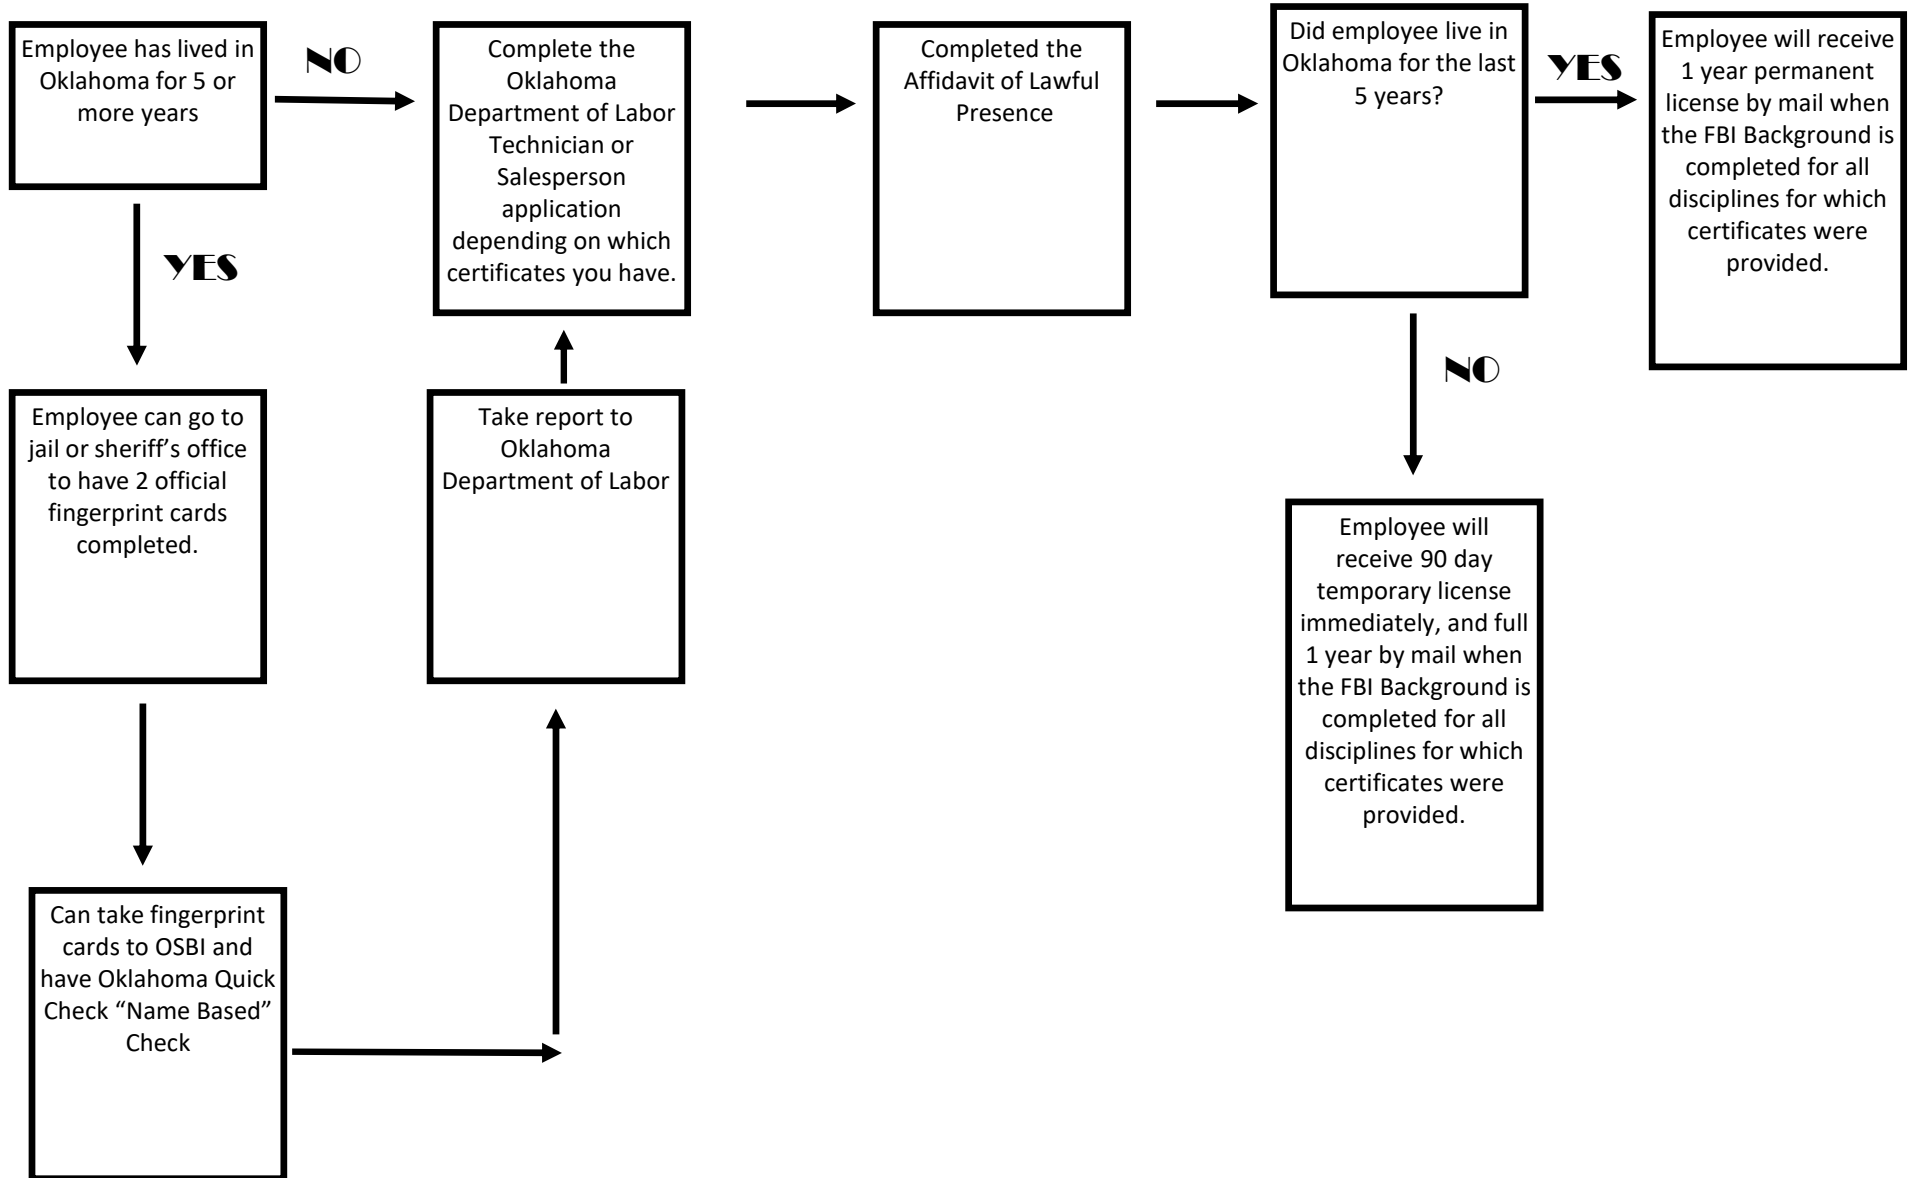 Employee has lived in
Oklahoma for 5 or
more years
NO
YES
Complete the
Oklahoma
Department of Labor
Technician or
Salesperson
application
depending on which
certificates you have.
Completed the
Affidavit of Lawful
Presence
Did employee live in
Oklahoma for the last
5 years?
YES
NO
Employee will receive
1 year permanent
license by mail when
the FBI Background is
completed for all
disciplines for which
certificates were
provided.
Employee can go to
jail or sheriff’s office
to have 2 official
fingerprint cards
completed.
Take report to
Oklahoma
Department of Labor
Employee will
receive 90 day
temporary license
immediately, and full
1 year by mail when
the FBI Background is
completed for all
disciplines for which
certificates were
provided.
Can take fingerprint
cards to OSBI and
have Oklahoma Quick
Check “Name Based”
Check